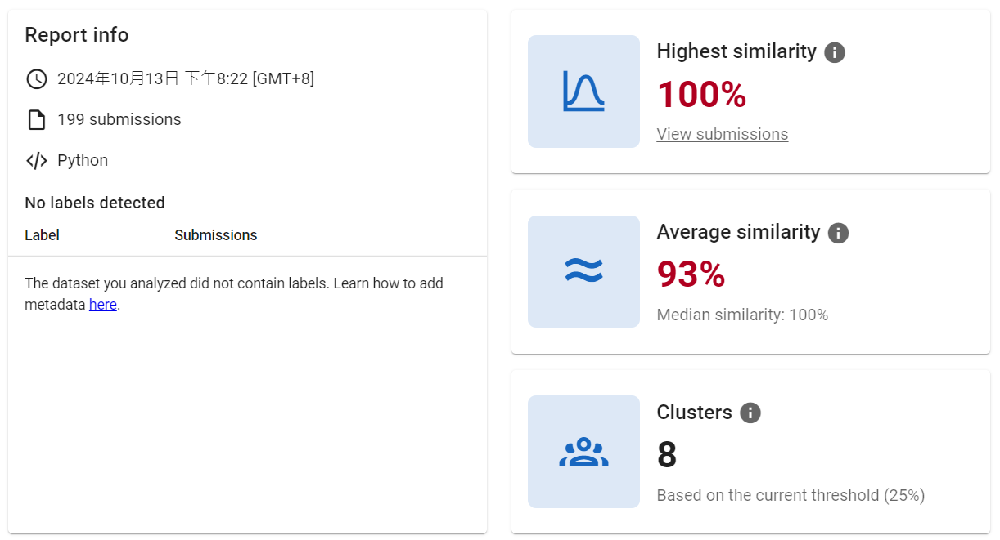 Report info
2024年10月13日 下午8:22 [GMT+8]
199 submissions
Python
No labels detected
Label Submissions
The dataset you analyzed did not contain labels. Learn how to add
metadata here.
Highest similarity
100%
View submissions
Average similarity
93%
Median similarity: 100%
Clusters
8
Based on the current threshold (25%)